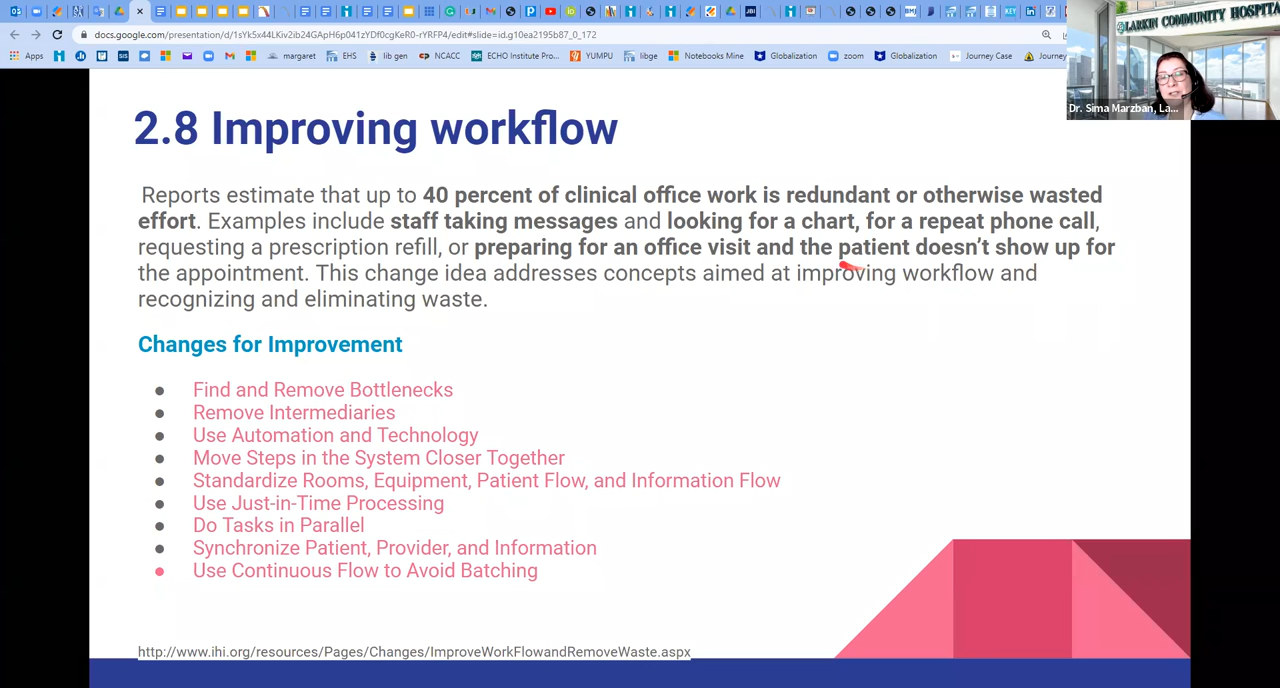 docs.google.com/presentation/d/1sYk5x44LKiv2ib24GApH6p041zYDf0cgKeR0-rVMFP4/edit#slide=id.g10ea2195b87_0_172
Apps
SIS
margaret
EHS
lib gen
NCACC
ECHO Institute Pro...
YUMPU
libge
Notebooks Mine
Globalization
zoom
Globalization
Journey Case
Journey
LARKIN COMMUNITY HOSPITA
Dr. Sima Marzban, La...
2.8 Improving workflow
Reports estimate that up to 40 percent of clinical office work is redundant or otherwise wasted
effort. Examples include staff taking messages and looking for a chart, for a repeat phone call,
requesting a prescription refill, or preparing for an office visit and the patient doesn’t show up for
the appointment. This change idea addresses concepts aimed at improving workflow and
recognizing and eliminating waste.
Changes for Improvement
● Find and Remove Bottlenecks
● Remove Intermediaries
● Use Automation and Technology
● Move Steps in the System Closer Together
● Standardize Rooms, Equipment, Patient Flow, and Information Flow
● Use Just-in-Time Processing
● Do Tasks in Parallel
● Synchronize Patient, Provider, and Information
● Use Continuous Flow to Avoid Batching
http://www.ihi.org/resources/Pages/Changes/ImproveWorkFlowandRemoveWaste.aspx